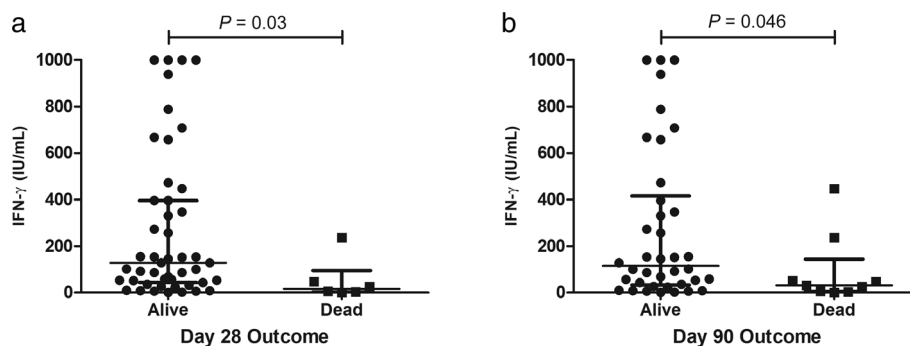 a
P = 0.03
IFN-γ (IU/mL)
1000
800
600
400
200
0
Alive
Dead
Day 28 Outcome
b
P = 0.046
IFN-γ (IU/mL)
1000
800
600
400
200
0
Alive
Dead
Day 90 Outcome